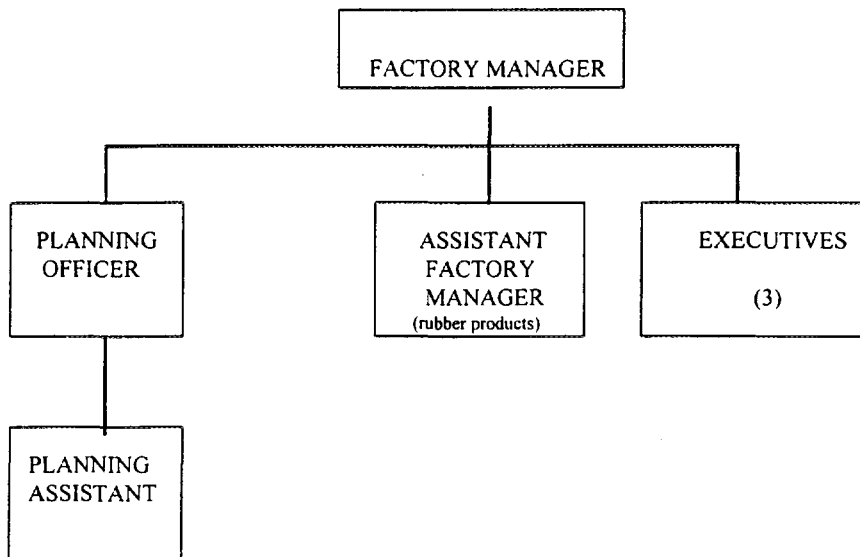 FACTORY MANAGER
PLANNING
OFFICER
ASSISTANT
FACTORY
MANAGER
(rubber products)
EXECUTIVES
(3)
PLANNING
ASSISTANT